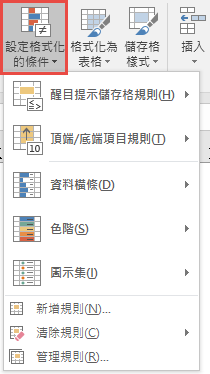 設定格式化 格式化為 儲存格 插入
的條件 表格 樣式
醒目提示儲存格規則(H)
頂端/底端項目規則(T)
10
資料橫條(D)
色階(S)
圖示集(I)
新增規則(N)...
清除規則(C)
管理規則(R)...